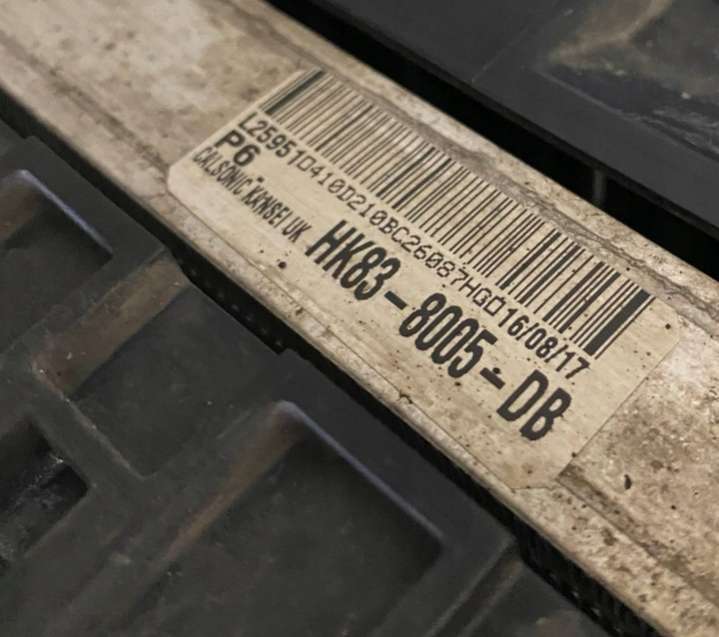 L25951D410D210BC26087HGD16/08/17
P6
CALSONIC KANSEI UK
HK83-8005-DB